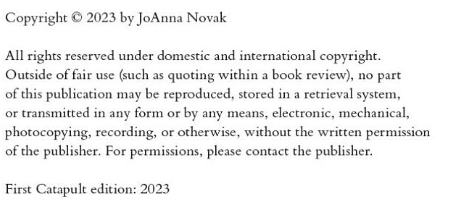 Copyright © 2023 by JoAnna Novak
All rights reserved under domestic and international copyright.
Outside of fair use (such as quoting within a book review), no part
of this publication may be reproduced, stored in a retrieval system,
or transmitted in any form or by any means, electronic, mechanical,
photocopying, recording, or otherwise, without the written permission
of the publisher. For permissions, please contact the publisher.
First Catapult edition: 2023